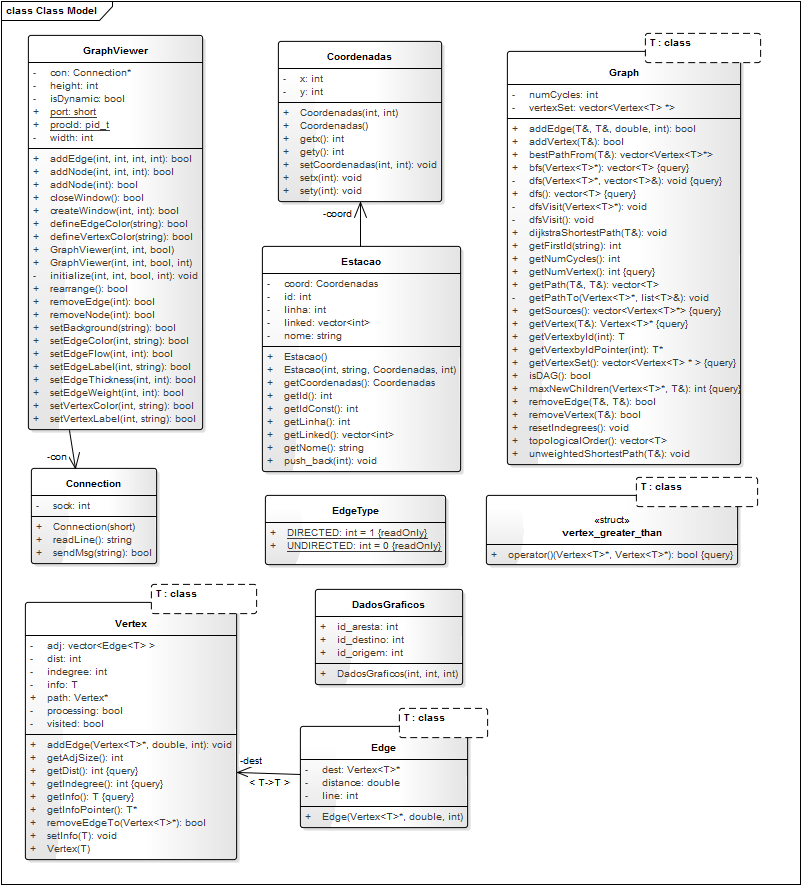 class Class Model
GraphViewer
- con: Connection*
- height: int
- isDynamic: bool
+ port: short
+ procId: pid_t
- width: int
+ addEdge(int, int, int, int): bool
+ addNode(int, int, int): bool
+ addNode(int): bool
+ closeWindow(): bool
+ createWindow(int, int): bool
+ defineEdgeColor(string): bool
+ defineVertexColor(string): bool
+ GraphViewer(int, int, bool)
+ GraphViewer(int, int, bool, int)
- initialize(int, int, bool, int): void
+ rearrange(): bool
+ removeEdge(int): bool
+ removeNode(int): bool
+ setBackground(string): bool
+ setEdgeColor(int, string): bool
+ setEdgeFlow(int, int): bool
+ setEdgeLabel(int, string): bool
+ setEdgeThickness(int, int): bool
+ setEdgeWeight(int, int): bool
+ setVertexColor(int, string): bool
+ setVertexLabel(int, string): bool
-con
Connection
- sock: int
+ Connection(short)
+ readLine(): string
+ sendMsg(string): bool
Coordenadas
- x: int
- y: int
+ Coordenadas(int, int)
+ Coordenadas()
+ getx(): int
+ gety(): int
+ setCoordenadas(int, int): void
+ setx(int): void
+ sety(int): void
-coord
Estacao
- coord: Coordenadas
- id: int
- linha: int
- linked: vector<int>
- nome: string
+ Estacao()
+ Estacao(int, string, Coordenadas, int)
+ getCoordenadas(): Coordenadas
+ getId(): int
+ getIdConst(): int
+ getLinha(): int
+ getLinked(): vector<int>
+ getNome(): string
+ push_back(int): void
T : class
Graph
- numCycles: int
- vertexSet: vector<Vertex<T> *>
+ addEdge(T&, T&, double, int): bool
+ addVertex(T&): bool
+ bestPathFrom(T&): vector<Vertex<T>*>
+ bfs(Vertex<T>*): vector<T> {query}
- dfs(Vertex<T>*, vector<T>&): void {query}
+ dfs(): vector<T> {query}
- dfsVisit(Vertex<T>*): void
- dfsVisit(): void
+ dijkstraShortestPath(T&): void
+ getFirstId(string): int
+ getNumCycles(): int
+ getNumVertex(): int {query}
+ getPath(T&, T&): vector<T>
- getPathTo(Vertex<T>*, list<T>&): void
+ getSources(): vector<Vertex<T>*> {query}
+ getVertex(T&): Vertex<T>* {query}
+ getVertexbyId(int): T
+ getVertexbyIdPointer(int): T*
+ getVertexSet(): vector<Vertex<T> * > {query}
+ isDAG(): bool
+ maxNewChildren(Vertex<T>*, T&): int {query}
+ removeEdge(T&, T&): bool
+ removeVertex(T&): bool
+ resetIndegrees(): void
+ topologicalOrder(): vector<T>
+ unweightedShortestPath(T&): void
EdgeType
+ DIRECTED: int = 1 {readOnly}
+ UNDIRECTED: int = 0 {readOnly}
T : class
«struct»
vertex_greater_than
+ operator()(Vertex<T>*, Vertex<T>*): bool {query}
T : class
Vertex
- adj: vector<Edge<T> >
- dist: int
- indegree: int
- info: T
+ path: Vertex*
- processing: bool
- visited: bool
+ addEdge(Vertex<T>*, double, int): void
+ getAdjSize(): int
+ getDist(): int {query}
+ getIndegree(): int {query}
+ getInfo(): T {query}
+ getInfoPointer(): T*
+ removeEdgeTo(Vertex<T>*): bool
+ setInfo(T): void
+ Vertex(T)
DadosGraficos
+ id_aresta: int
+ id_destino: int
+ id_origem: int
+ DadosGraficos(int, int, int)
-dest
< T->T >
T : class
Edge
- dest: Vertex<T>*
- distance: double
- line: int
+ Edge(Vertex<T>*, double, int)